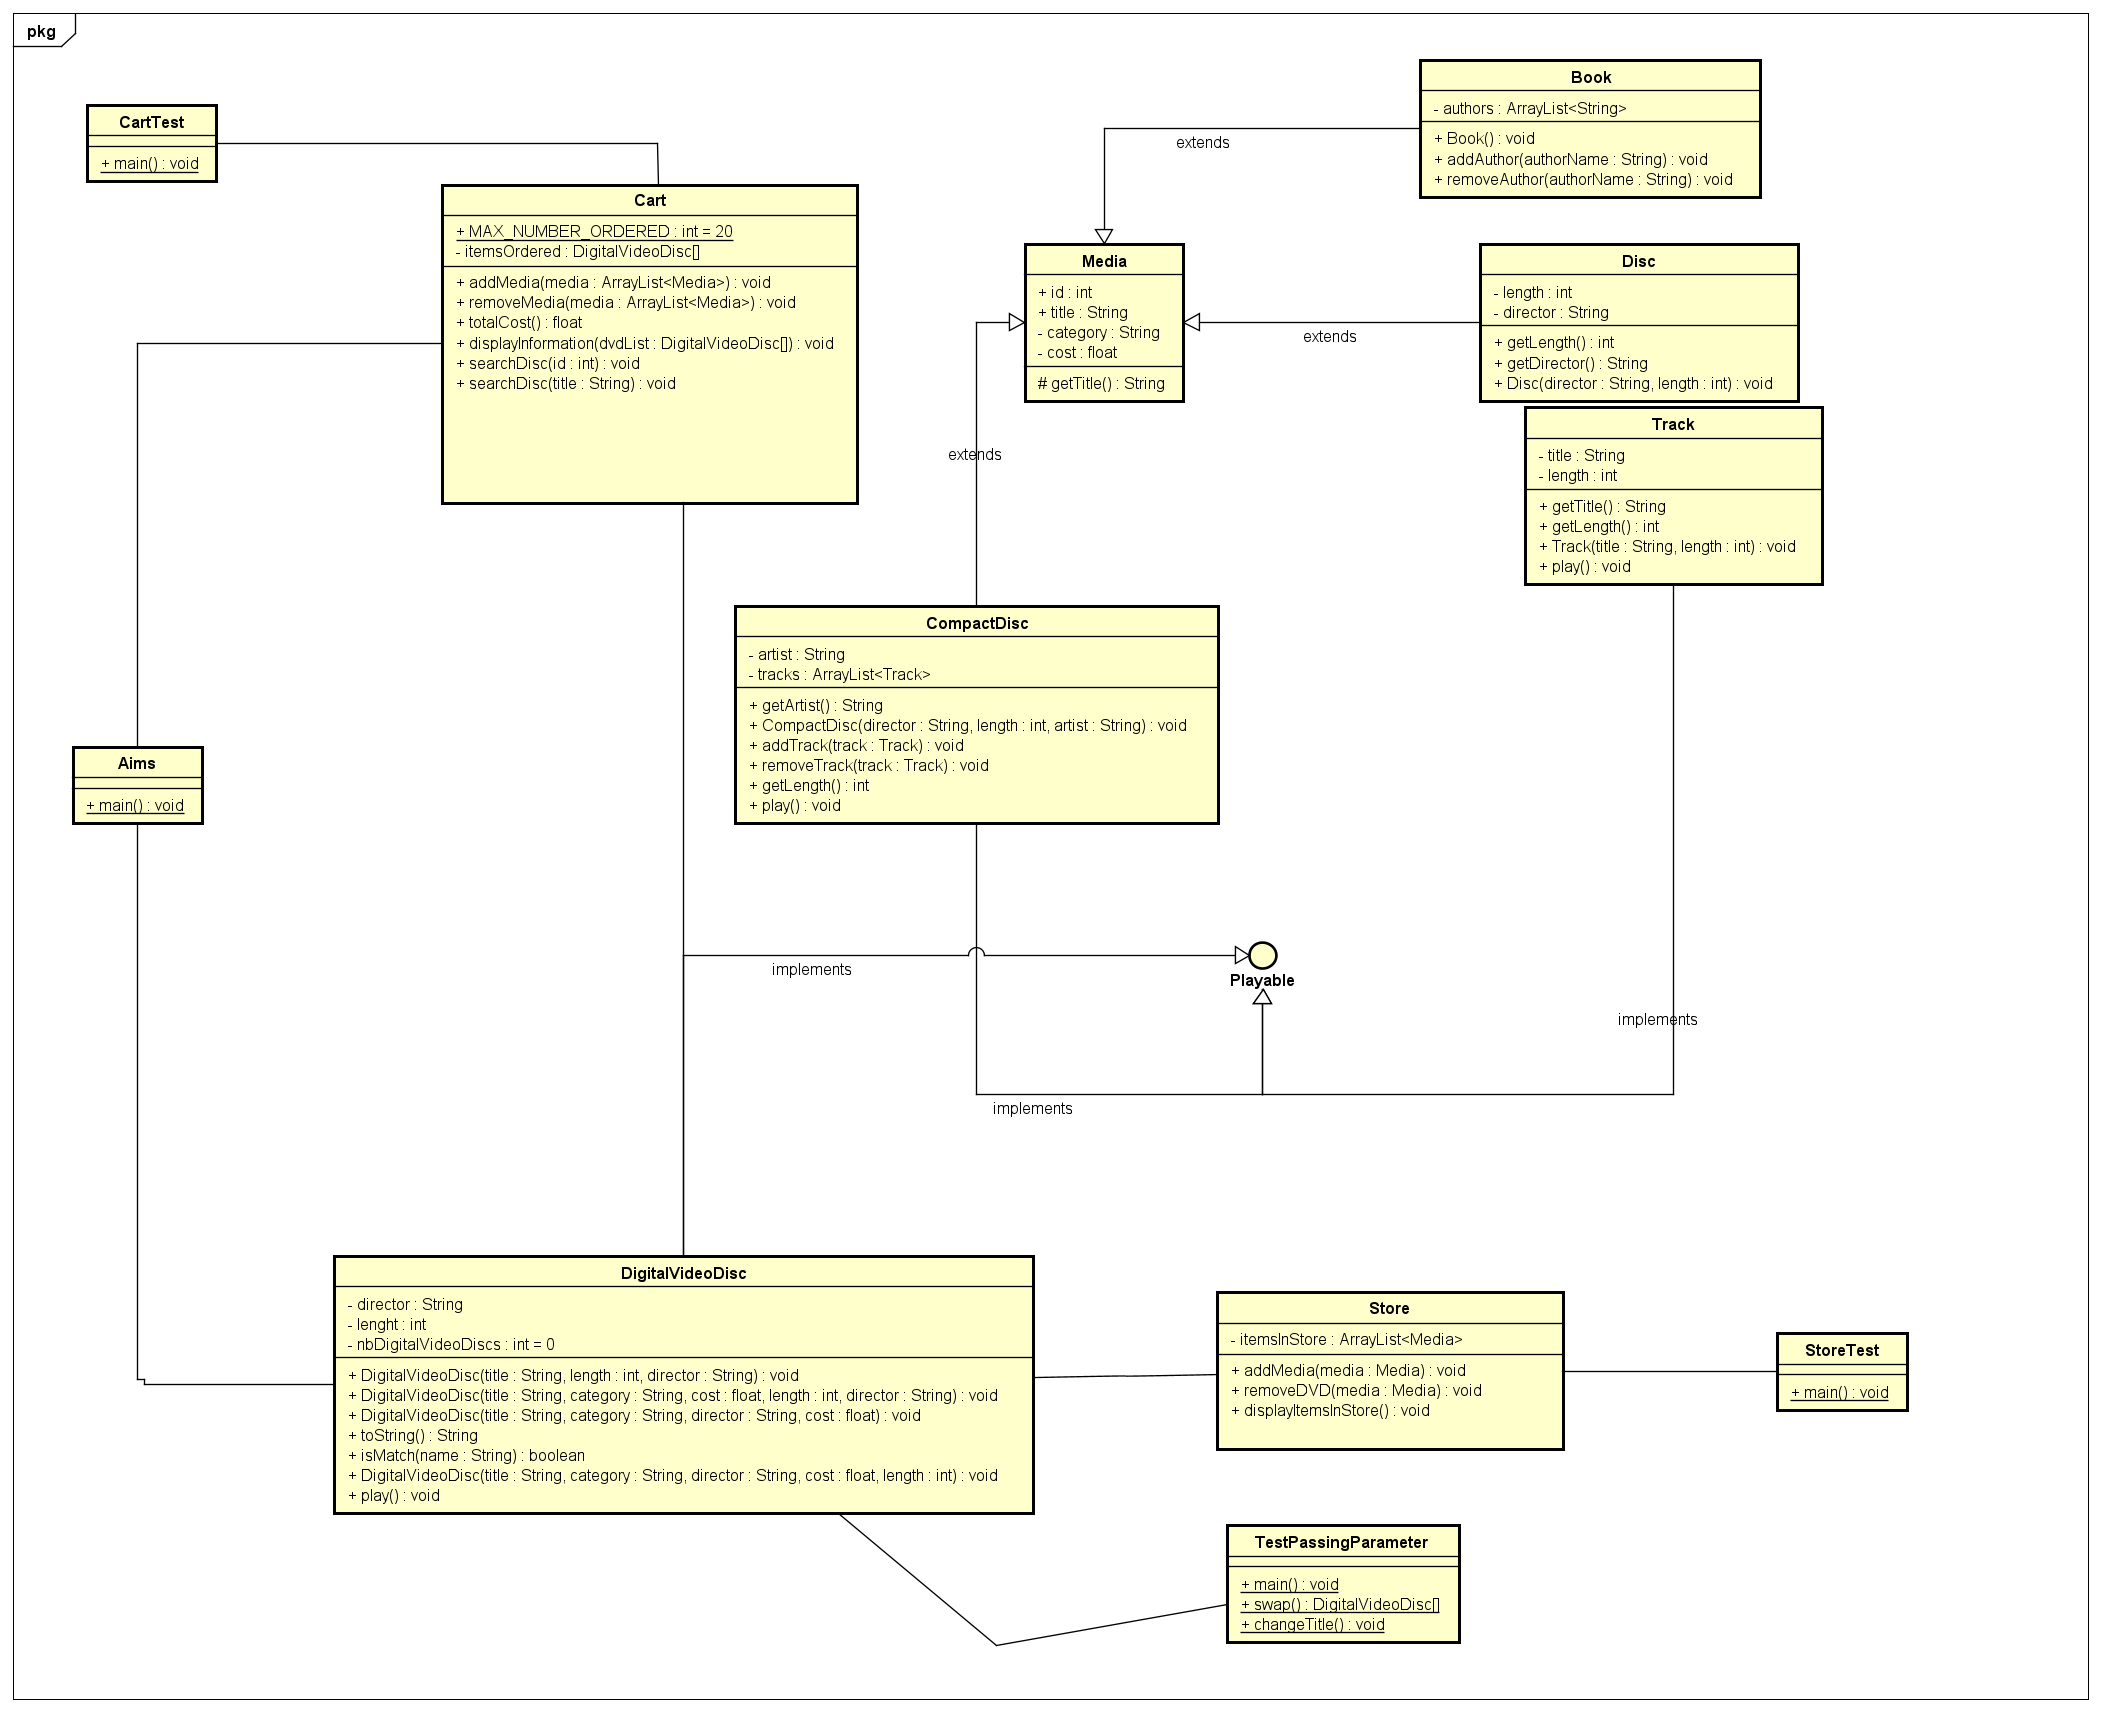 pkg
CartTest
+ main() : void
Cart
+ MAX_NUMBER_ORDERED : int = 20
- itemsOrdered : DigitalVideoDisc[]
+ addMedia(media : ArrayList<Media>) : void
+ removeMedia(media : ArrayList<Media>) : void
+ totalCost() : float
+ displayInformation(dvdList : DigitalVideoDisc[]) : void
+ searchDisc(id : int) : void
+ searchDisc(title : String) : void
Book
- authors : ArrayList<String>
+ Book() : void
+ addAuthor(authorName : String) : void
+ removeAuthor(authorName : String) : void
extends
Media
+ id : int
+ title : String
- category : String
- cost : float
# getTitle() : String
extends
Disc
- length : int
- director : String
+ getLength() : int
+ getDirector() : String
+ Disc(director : String, length : int) : void
Track
- title : String
- length : int
+ getTitle() : String
+ getLength() : int
+ Track(title : String, length : int) : void
+ play() : void
extends
CompactDisc
- artist : String
- tracks : ArrayList<Track>
+ getArtist() : String
+ CompactDisc(director : String, length : int, artist : String) : void
+ addTrack(track : Track) : void
+ removeTrack(track : Track) : void
+ getLength() : int
+ play() : void
Aims
+ main() : void
implements
Playable
implements
implements
DigitalVideoDisc
- director : String
- lenght : int
- nbDigitalVideoDiscs : int = 0
+ DigitalVideoDisc(title : String, length : int, director : String) : void
+ DigitalVideoDisc(title : String, category : String, cost : float, length : int, director : String) : void
+ DigitalVideoDisc(title : String, category : String, director : String, cost : float) : void
+ toString() : String
+ isMatch(name : String) : boolean
+ DigitalVideoDisc(title : String, category : String, director : String, cost : float, length : int) : void
+ play() : void
Store
- itemsInStore : ArrayList<Media>
+ addMedia(media : Media) : void
+ removeDVD(media : Media) : void
+ displayItemsInStore() : void
StoreTest
+ main() : void
TestPassingParameter
+ main() : void
+ swap() : DigitalVideoDisc[]
+ changeTitle() : void